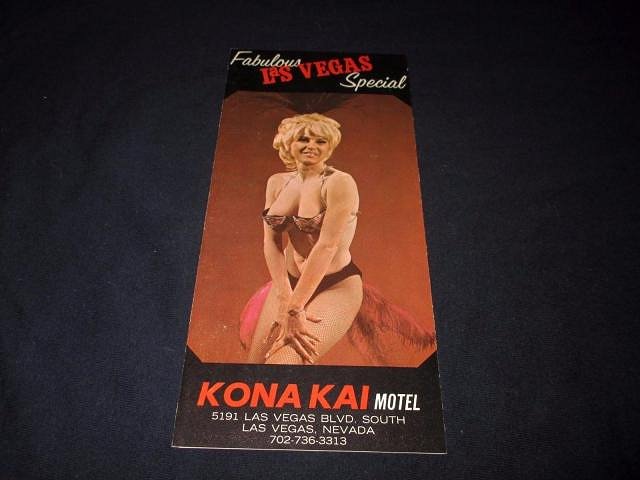 Fabulous
LaS VEGAS
Special
KONA KAI MOTEL
5191 LAS VEGAS BLVD. SOUTH
LAS VEGAS, NEVADA
702-736-3313